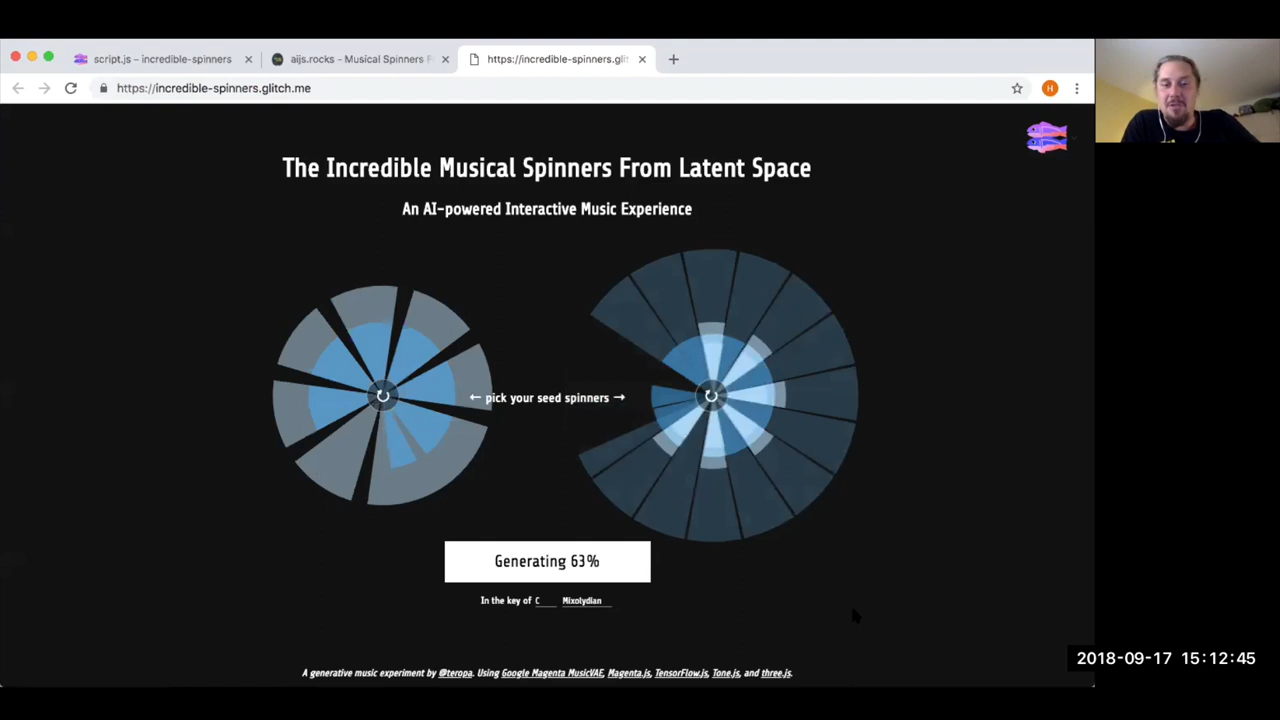 script.js – incredible-spinners
aijs.rocks – Musical Spinners F
https://incredible-spinners.glit
https://incredible-spinners.glitch.me
H
The Incredible Musical Spinners From Latent Space
An AI-powered Interactive Music Experience
← pick your seed spinners →
Generating 63%
In the key of C Mixolydian
A generative music experiment by @teropa. Using Google Magenta MusicVAE, Magenta.js, TensorFlow.js, Tone.js, and three.js.
2018-09-17 15:12:45